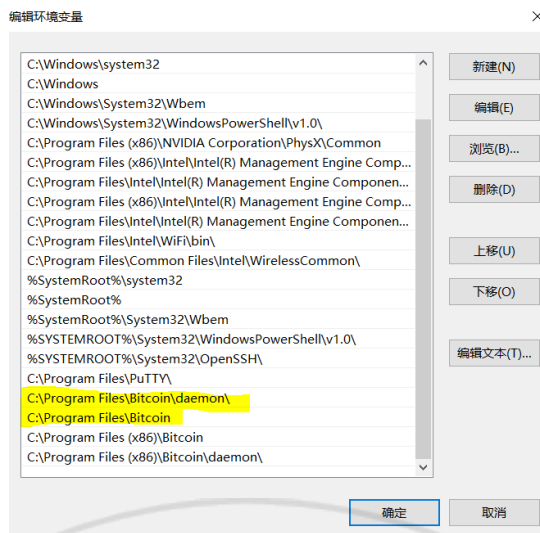 编辑环境变量
C:\Windows\system32
C:\Windows
C:\Windows\System32\Wbem
C:\Windows\System32\WindowsPowerShell\v1.0\
C:\Program Files (x86)\NVIDIA Corporation\PhysX\Common
C:\Program Files (x86)\Intel\Intel(R) Management Engine Comp...
C:\Program Files\Intel\Intel(R) Management Engine Componen...
C:\Program Files (x86)\Intel\Intel(R) Management Engine Comp...
C:\Program Files\Intel\Intel(R) Management Engine Componen...
C:\Program Files\Intel\WiFi\bin\
C:\Program Files\Common Files\Intel\WirelessCommon\
%SystemRoot%\system32
%SystemRoot%
%SystemRoot%\System32\Wbem
%SYSTEMROOT%\System32\WindowsPowerShell\v1.0\
%SYSTEMROOT%\System32\OpenSSH\
C:\Program Files\PuTTY\
C:\Program Files\Bitcoin\daemon\
C:\Program Files\Bitcoin
C:\Program Files (x86)\Bitcoin
C:\Program Files (x86)\Bitcoin\daemon\
新建(N)
编辑(E)
浏览(B)...
删除(D)
上移(U)
下移(O)
编辑文本(T)...
确定
取消